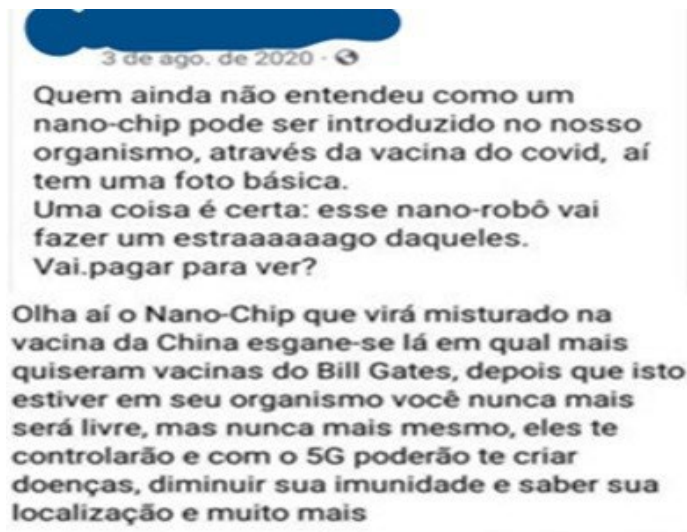 3 de ago. de 2020 ·
Quem ainda não entendeu como um
nano-chip pode ser introduzido no nosso
organismo, através da vacina do covid, aí
tem uma foto básica.
Uma coisa é certa: esse nano-robô vai
fazer um estraaaaaaago daqueles.
Vai.pagar para ver?
Olha aí o Nano-Chip que virá misturado na
vacina da China esgane-se lá em qual mais
quiseram vacinas do Bill Gates, depois que isto
estiver em seu organismo você nunca mais
será livre, mas nunca mais mesmo, eles te
controlarão e com o 5G poderão te criar
doenças, diminuir sua imunidade e saber sua
localização e muito mais